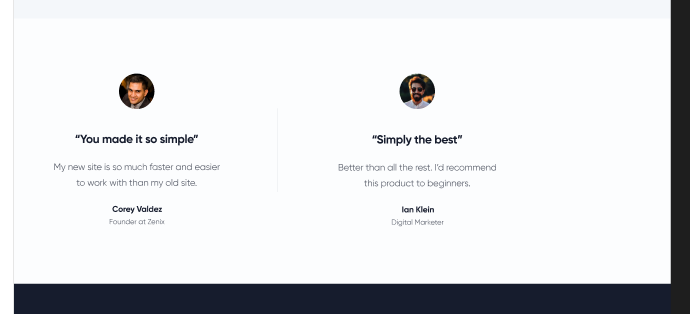 “You made it so simple”
My new site is so much faster and easier
to work with than my old site.
Corey Valdez
Founder at Zenix
“Simply the best”
Better than all the rest. I’d recommend
this product to beginners.
Ian Klein
Digital Marketer